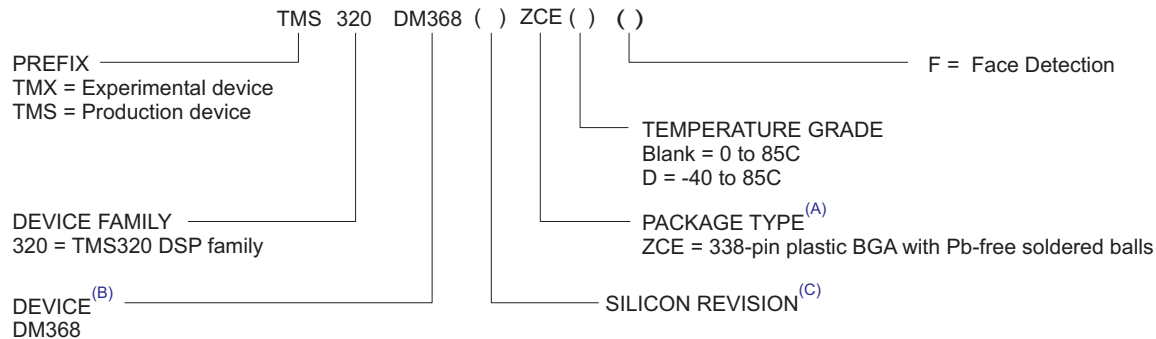 TMS 320 DM368 ( ) ZCE ( ) ( )
PREFIX
TMX = Experimental device
TMS = Production device
F = Face Detection
TEMPERATURE GRADE
Blank = 0 to 85C
D = -40 to 85C
DEVICE FAMILY
320 = TMS320 DSP family
PACKAGE TYPE(A)
ZCE = 338-pin plastic BGA with Pb-free soldered balls
DEVICE(B)
DM368
SILICON REVISION(C)